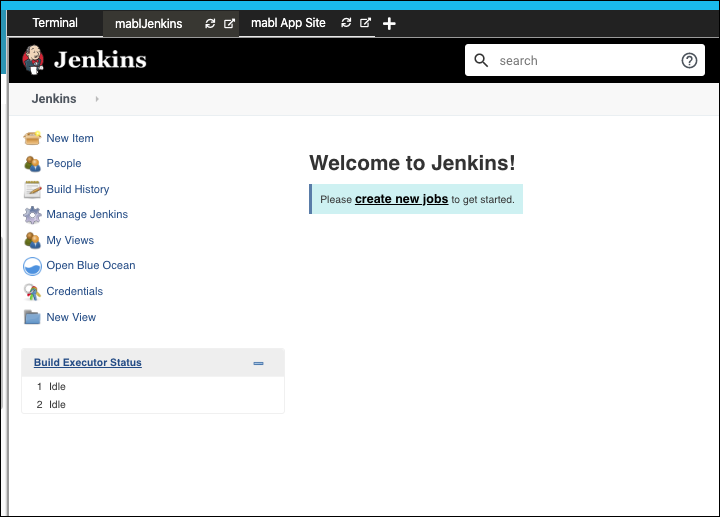 Terminal mablJenkins mabl App Site
Jenkins search
Jenkins
New Item
People
Build History
Manage Jenkins
My Views
Open Blue Ocean
Credentials
New View
Welcome to Jenkins!
Please create new jobs to get started.
Build Executor Status
1 Idle
2 Idle